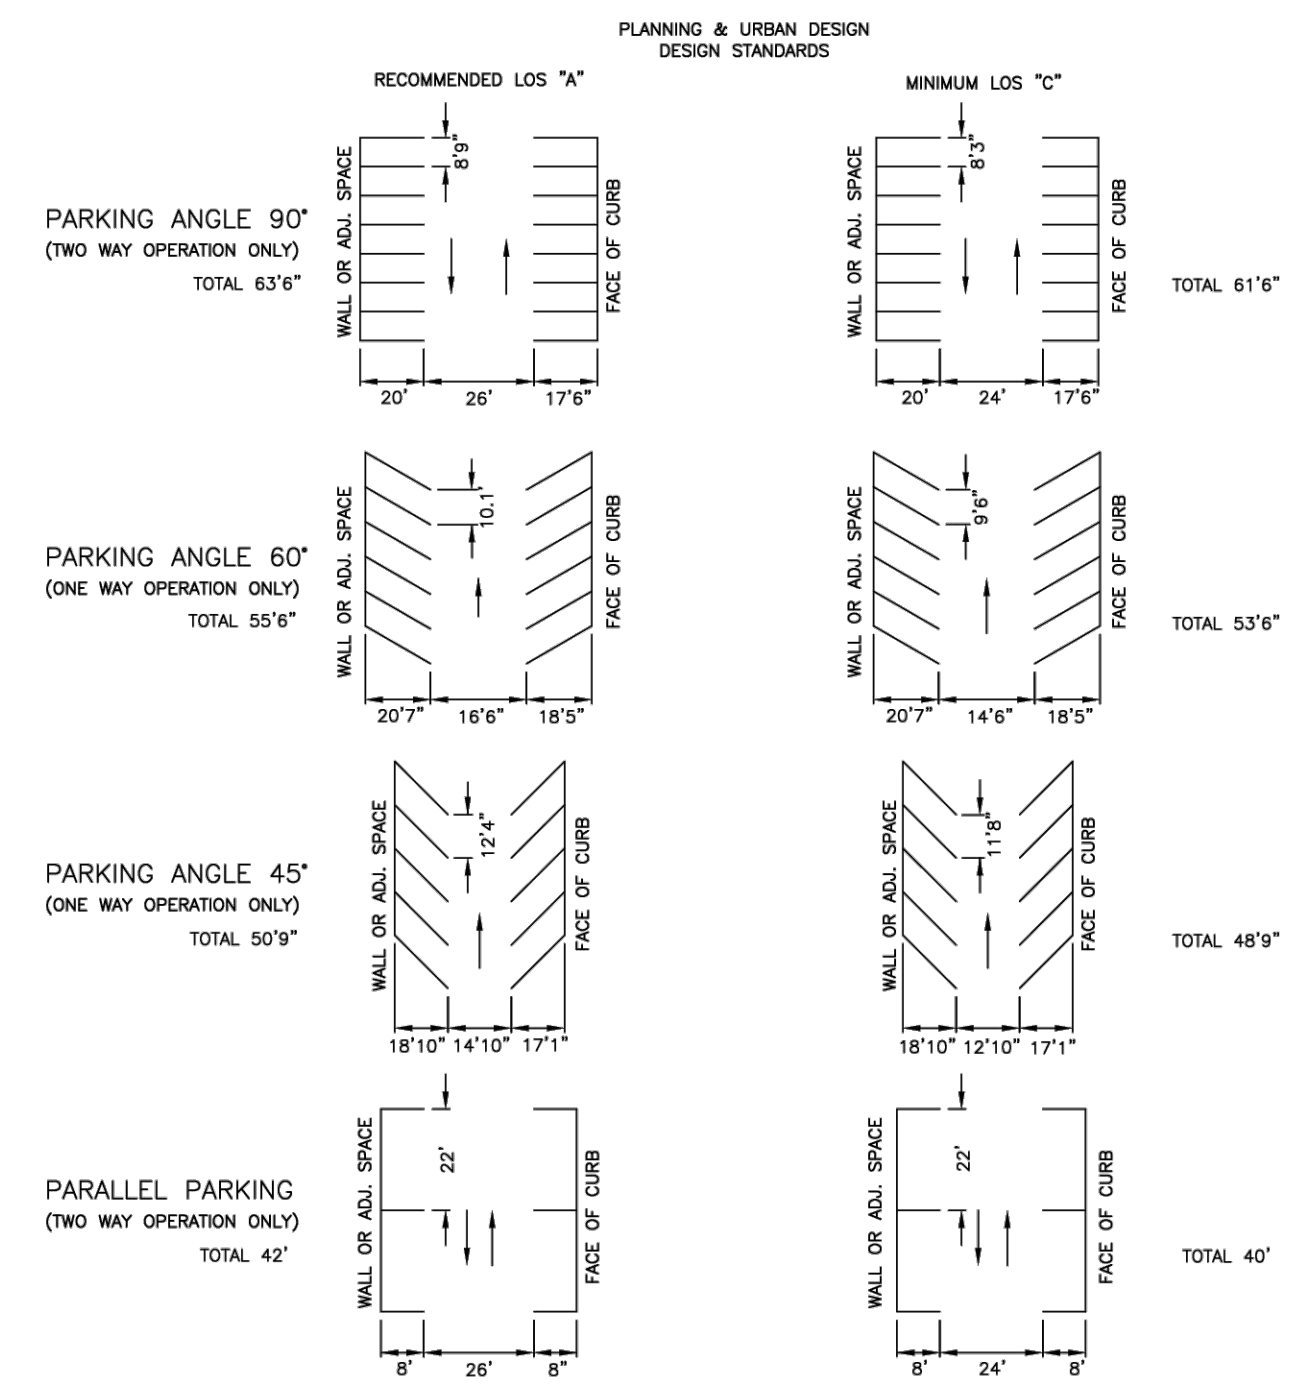 PLANNING & URBAN DESIGN
DESIGN STANDARDS
RECOMMENDED LOS "A"
MINIMUM LOS "C"
PARKING ANGLE 90°
(TWO WAY OPERATION ONLY)
TOTAL 63'6"
WALL OR ADJ. SPACE
8'9"
FACE OF CURB
20'
26'
17'6"
WALL OR ADJ. SPACE
8'3"
FACE OF CURB
20'
24'
17'6"
TOTAL 61'6"
PARKING ANGLE 60°
(ONE WAY OPERATION ONLY)
TOTAL 55'6"
WALL OR ADJ. SPACE
10.1'
FACE OF CURB
20'7"
16'6"
18'5"
WALL OR ADJ. SPACE
9'6"
FACE OF CURB
20'7"
14'6"
18'5"
TOTAL 53'6"
PARKING ANGLE 45°
(ONE WAY OPERATION ONLY)
TOTAL 50'9"
WALL OR ADJ. SPACE
12'4"
FACE OF CURB
18'10"
14'10"
17'1"
WALL OR ADJ. SPACE
11'8"
FACE OF CURB
18'10"
12'10"
17'1"
TOTAL 48'9"
PARALLEL PARKING
(TWO WAY OPERATION ONLY)
TOTAL 42'
WALL OR ADJ. SPACE
22'
FACE OF CURB
8'
26'
8"
WALL OR ADJ. SPACE
22'
FACE OF CURB
8'
24'
8'
TOTAL 40'